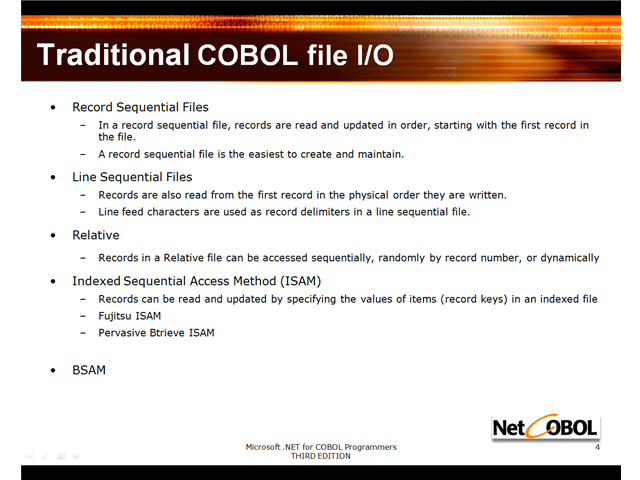 Traditional COBOL file I/O
• Record Sequential Files
– In a record sequential file, records are read and updated in order, starting with the first record in
the file.
– A record sequential file is the easiest to create and maintain.
• Line Sequential Files
– Records are also read from the first record in the physical order they are written.
– Line feed characters are used as record delimiters in a line sequential file.
• Relative
– Records in a Relative file can be accessed sequentially, randomly by record number, or dynamically
• Indexed Sequential Access Method (ISAM)
– Records can be read and updated by specifying the values of items (record keys) in an indexed file
– Fujitsu ISAM
– Pervasive Btrieve ISAM
• BSAM
NetCOBOL
Microsoft .NET for COBOL Programmers
THIRD EDITION
4